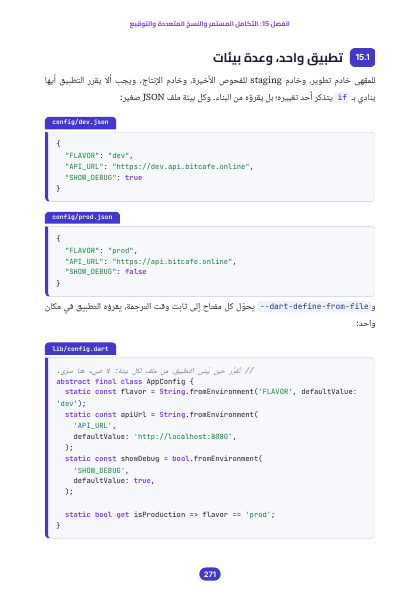 الفصل 15: التكامل المستمر والنسخ المتعددة والتوقيع
15.1 تطبيق واحد، وعدة بيئات
للمقهى خادم تطوير، وخادم staging للفحوص الأخيرة، وخادم الإنتاج. ويجب ألا يقرر التطبيق أيها
ينادي بـ if يتذكر أحد تغييره؛ بل يقرؤه من البناء. وكل بيئة ملف JSON صغير:
config/dev.json
{
"FLAVOR": "dev",
"API_URL": "https://dev.api.bitcafe.online",
"SHOW_DEBUG": true
}
config/prod.json
{
"FLAVOR": "prod",
"API_URL": "https://api.bitcafe.online",
"SHOW_DEBUG": false
}
و --dart-define-from-file يحوّل كل مفتاح إلى ثابت وقت الترجمة، يقرؤه التطبيق في مكان
واحد:
lib/config.dart
// تُقرَّر حين يُبنى التطبيق، من ملف لكل بيئة: لا شيء هنا سرّي.
abstract final class AppConfig {
static const flavor = String.fromEnvironment('FLAVOR', defaultValue:
'dev');
static const apiUrl = String.fromEnvironment(
'API_URL',
defaultValue: 'http://localhost:8080',
);
static const showDebug = bool.fromEnvironment(
'SHOW_DEBUG',
defaultValue: true,
);
static bool get isProduction => flavor == 'prod';
}
271